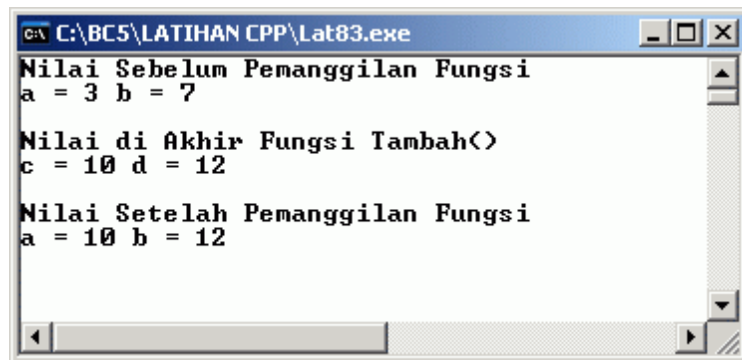 C:\BC5\LATIHAN CPP\Lat83.exe
Nilai Sebelum Pemanggilan Fungsi
a = 3 b = 7
Nilai di Akhir Fungsi Tambah()
c = 10 d = 12
Nilai Setelah Pemanggilan Fungsi
a = 10 b = 12